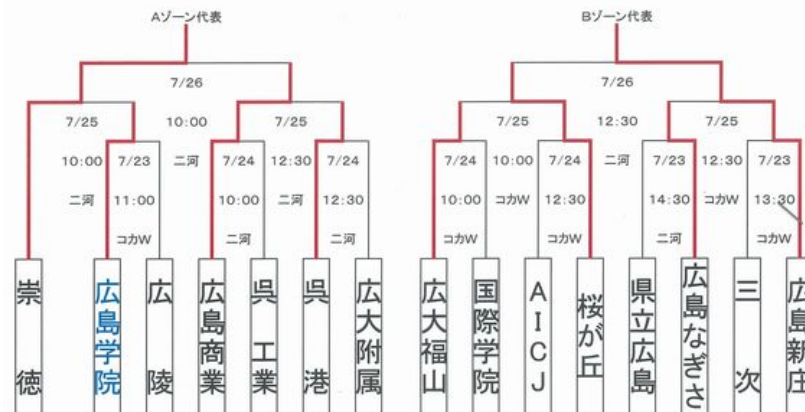 Aゾーン代表
Bゾーン代表
7/26
7/26
7/25
10:00
7/25
7/25
12:30
7/25
10:00
7/23
二河
7/24
12:30
7/24
7/24
10:00
7/24
二河
7/23
12:30
7/23
二河
11:00
10:00
二河
12:30
10:00
コカW
12:30
14:30
コカW
13:30
コカW
二河
二河
コカW
コカW
二河
コカW
崇徳
広島学院
広陵
広島商業
呉工業
呉港
広大附属
広大福山
国際学院
AICJ
桜が丘
県立広島
広島なぎさ
三次
広島新庄